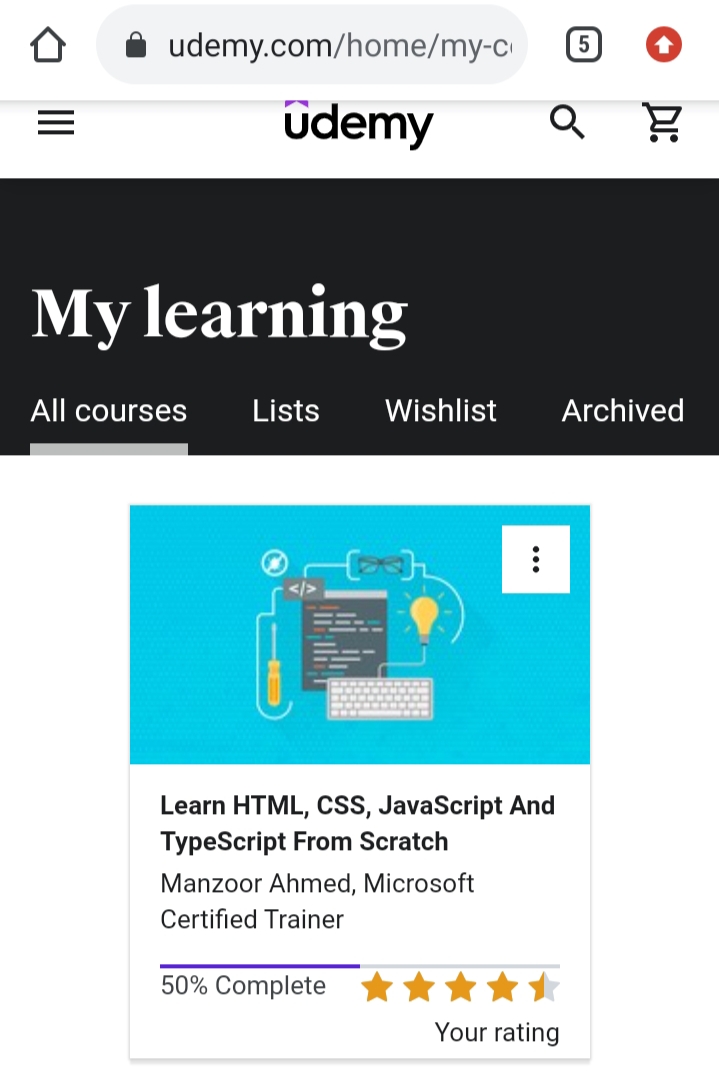 udemy.com/home/my-c
5
udemy
My learning
All courses Lists Wishlist Archived
</>
Learn HTML, CSS, JavaScript And
TypeScript From Scratch
Manzoor Ahmed, Microsoft
Certified Trainer
50% Complete
Your rating